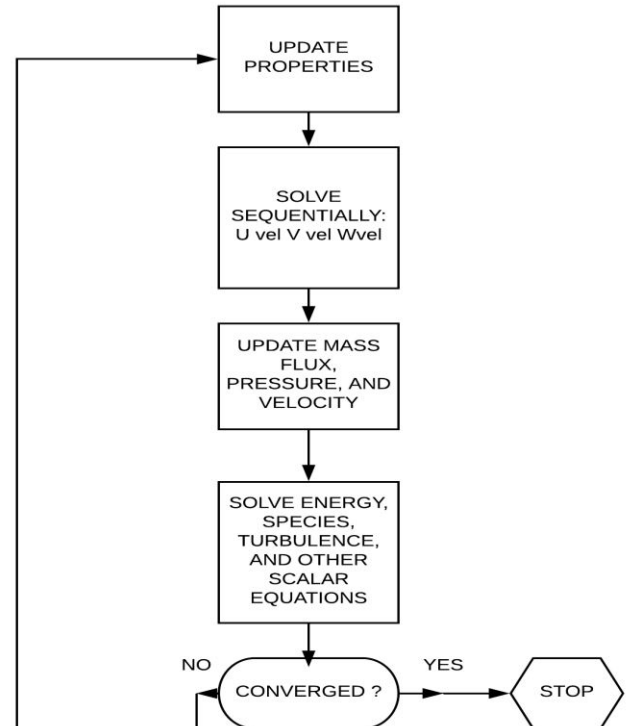 UPDATE
PROPERTIES
SOLVE
SEQUENTIALLY:
U vel V vel Wvel
UPDATE MASS
FLUX,
PRESSURE, AND
VELOCITY
SOLVE ENERGY,
SPECIES,
TURBULENCE,
AND OTHER
SCALAR
EQUATIONS
NO
CONVERGED ?
YES
STOP